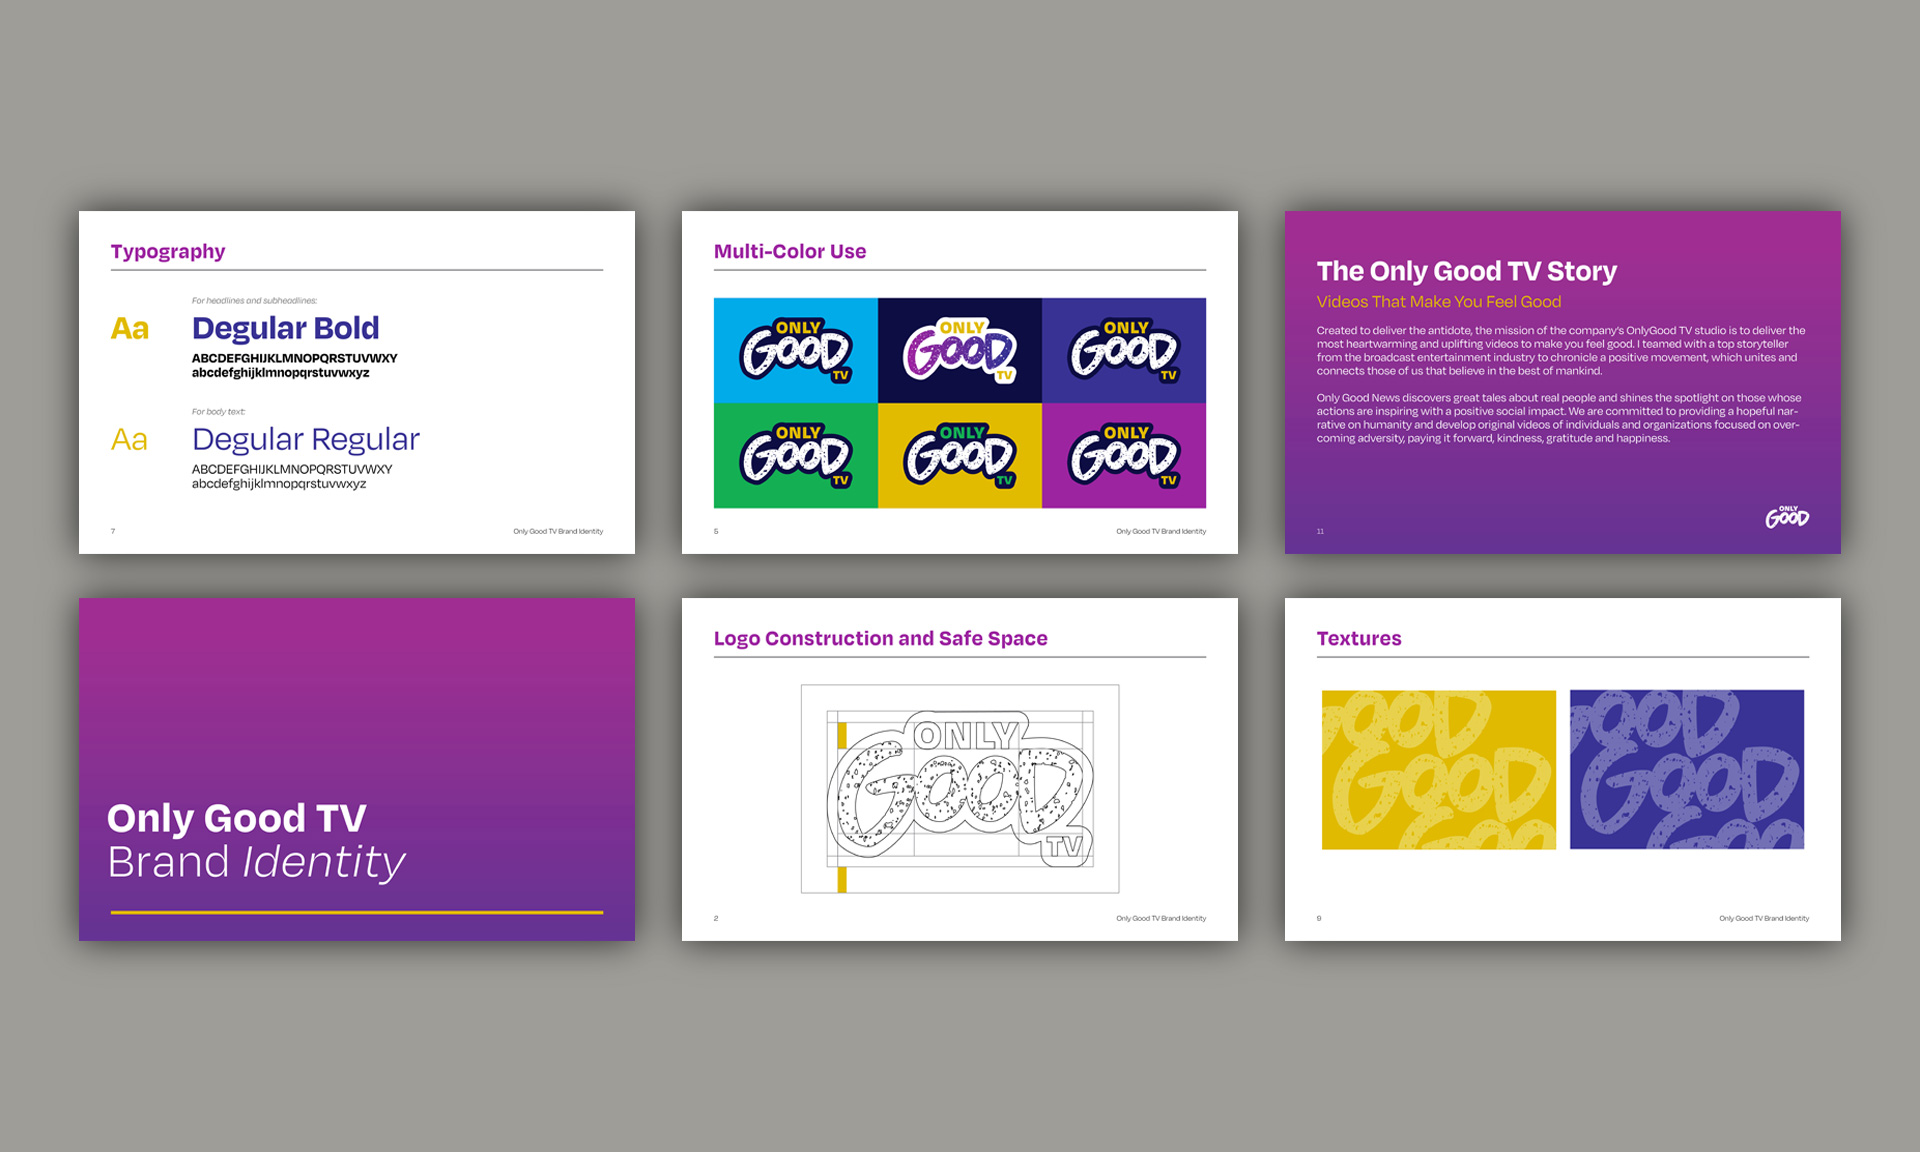 Typography
For headlines and subheadlines:
Aa
Degular Bold
ABCDEFGHIJKLMNOPQRSTUVWXY
abcdefghijklmnopqrstuvwxyz
For body text:
Aa
Degular Regular
ABCDEFGHIJKLMNOPQRSTUVWXY
abcdefghijklmnopqrstuvwxyz
7
Only Good TV Brand Identity
Multi-Color Use
ONLY
GOOD
TV
ONLY
GOOD
TV
ONLY
GOOD
TV
ONLY
GOOD
TV
ONLY
GOOD
TV
ONLY
GOOD
TV
5
Only Good TV Brand Identity
The Only Good TV Story
Videos That Make You Feel Good
Created to deliver the antidote, the mission of the company's OnlyGood TV studio is to deliver the
most heartwarming and uplifting videos to make you feel good. I teamed with a top storyteller
from the broadcast entertainment industry to chronicle a positive movement, which unites and
connects those of us that believe in the best of mankind.
Only Good News discovers great tales about real people and shines the spotlight on those whose
actions are inspiring with a positive social impact. We are committed to providing a hopeful nar-
rative on humanity and develop original videos of individuals and organizations focused on over-
coming adversity, paying it forward, kindness, gratitude and happiness.
ONLY
GOOD
11
Only Good TV
Brand Identity
Logo Construction and Safe Space
ONLY
GOOD
TV
2
Only Good TV Brand Identity
Textures
GOOD
GOOD
GOO
GOOD
GOOD
GOO
9
Only Good TV Brand Identity